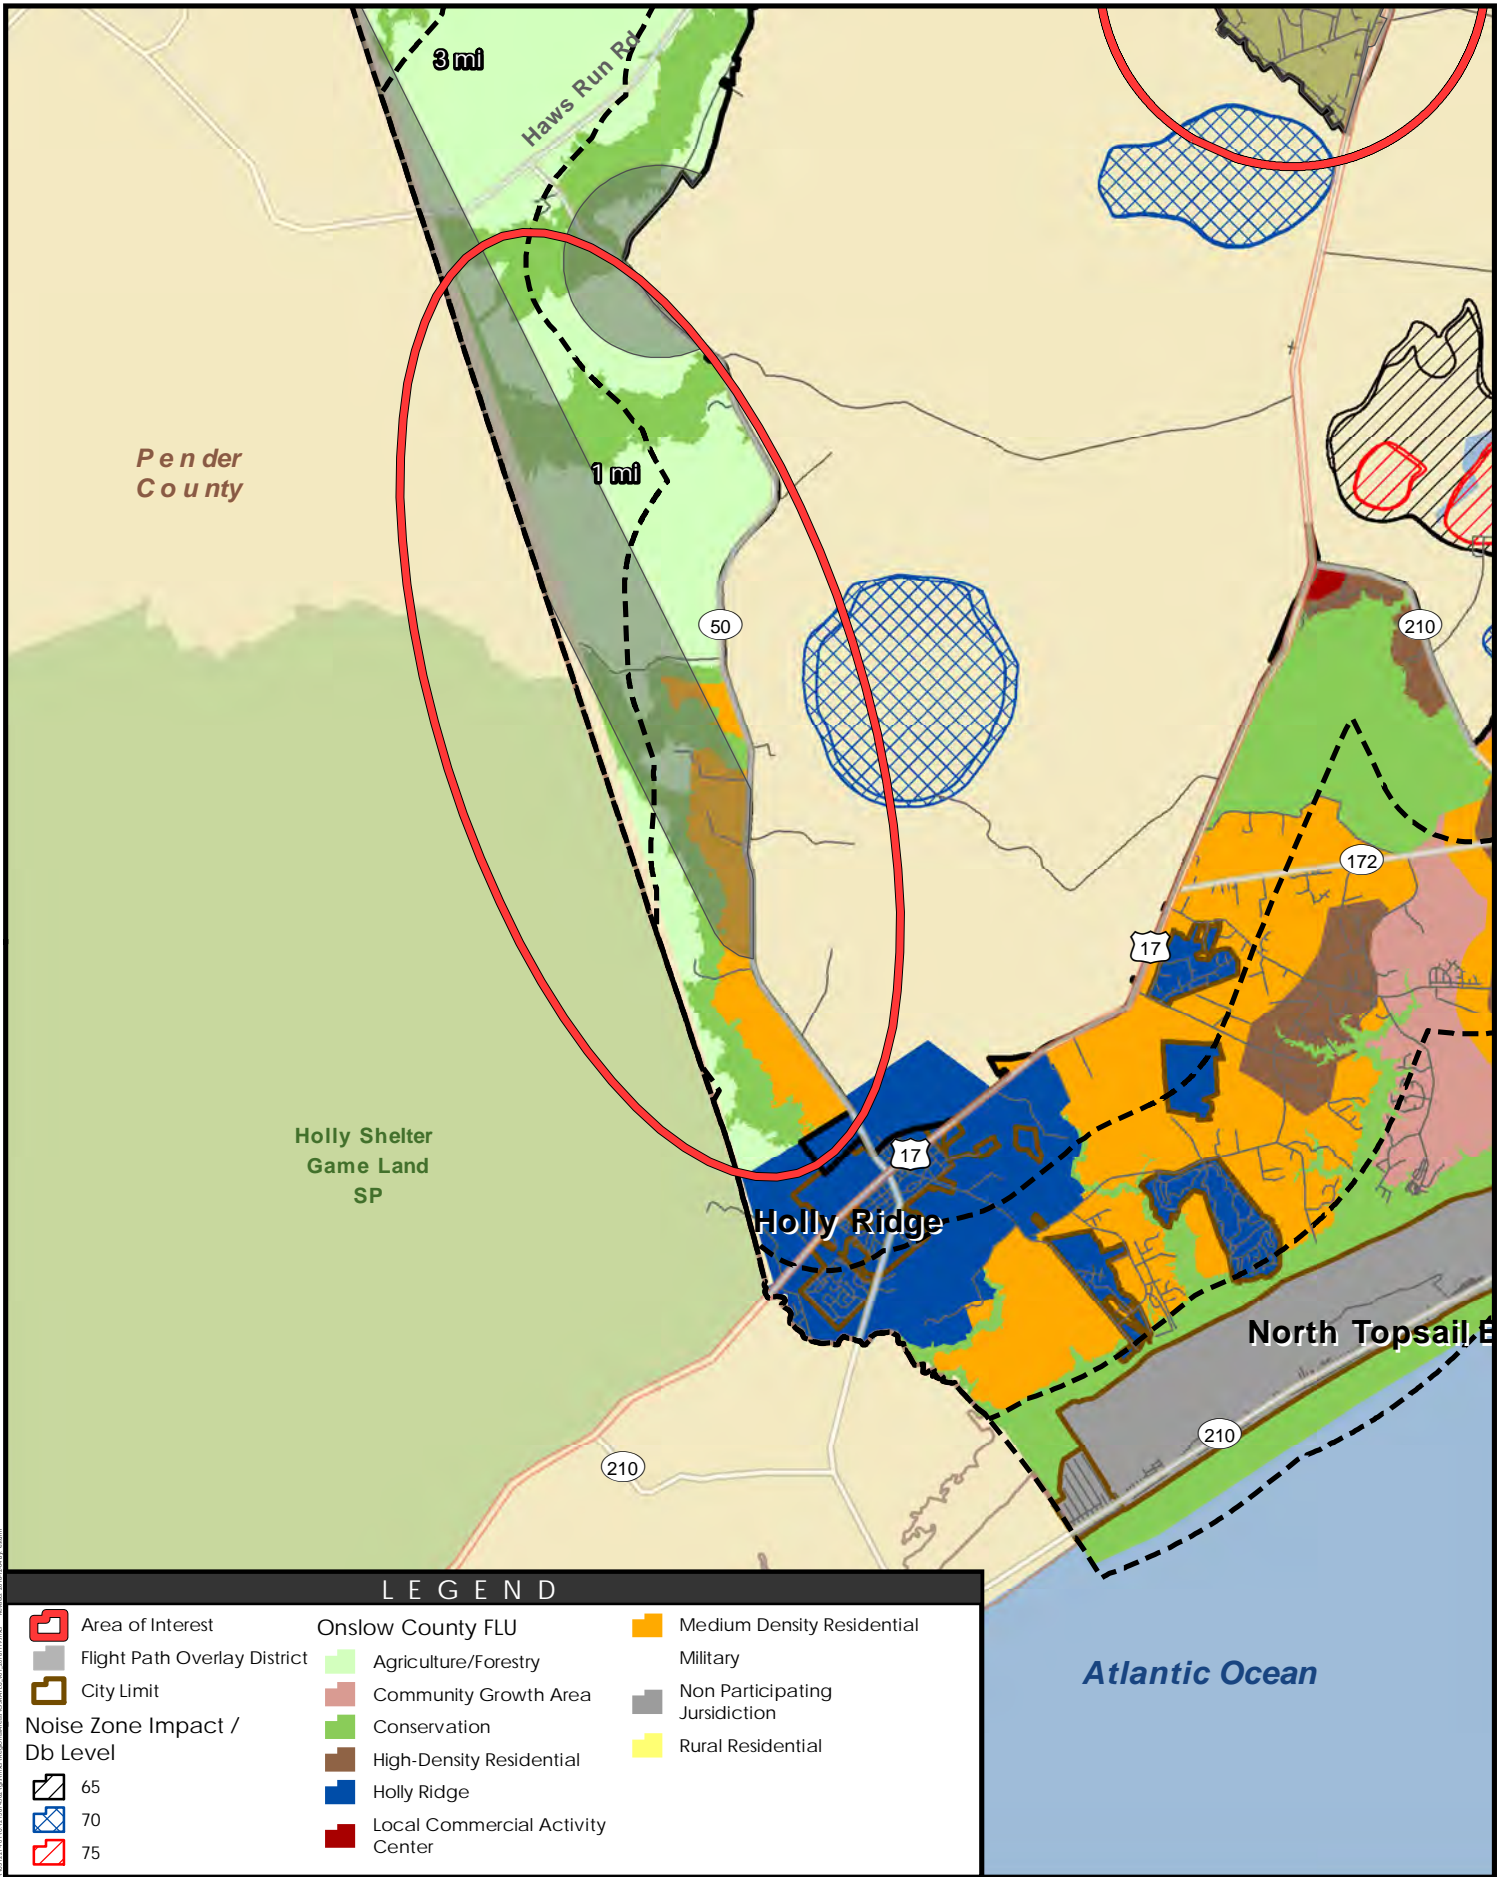 3 mi
Haws Run Rd
Pender
County
1 mi
50
210
172
17
Holly Shelter
Game Land
SP
17
Holly Ridge
North Topsail
210
210
Atlantic Ocean
LEGEND
Area of Interest
Flight Path Overlay District
City Limit
Noise Zone Impact /
Db Level
65
70
75
Onslow County FLU
Agriculture/Forestry
Community Growth Area
Conservation
High-Density Residential
Holly Ridge
Local Commercial Activity
Center
Medium Density Residential
Military
Non Participating
Jursidiction
Rural Residential